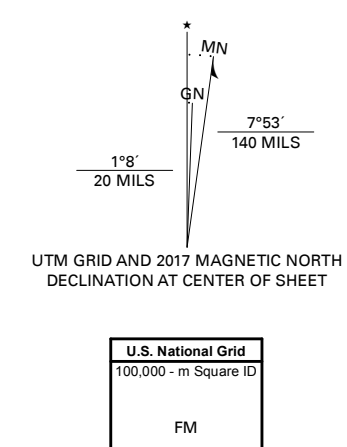 ★
MN
GN
7°53´
140 MILS
1°8´
20 MILS
UTM GRID AND 2017 MAGNETIC NORTH
DECLINATION AT CENTER OF SHEET
U.S. National Grid
100,000 - m Square ID
FM